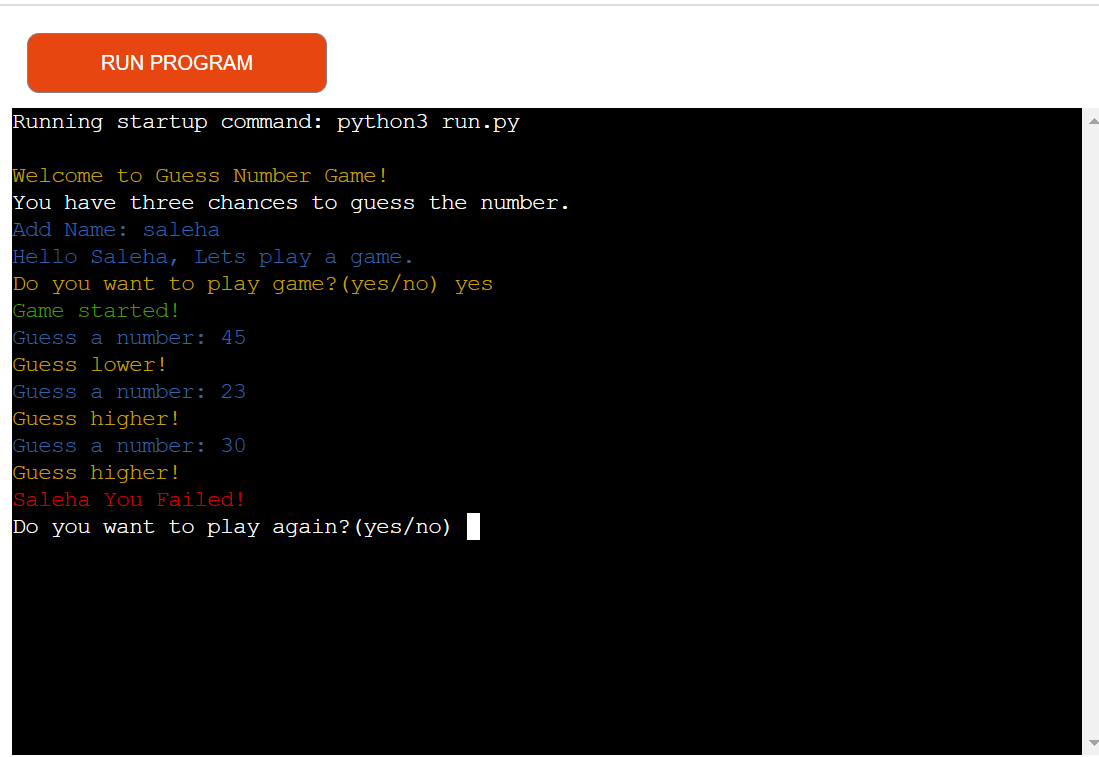 RUN PROGRAM
Running startup command: python3 run.py
Welcome to Guess Number Game!
You have three chances to guess the number.
Add Name: saleha
Hello Saleha, Lets play a game.
Do you want to play game?(yes/no) yes
Game started!
Guess a number: 45
Guess lower!
Guess a number: 23
Guess higher!
Guess a number: 30
Guess higher!
Saleha You Failed!
Do you want to play again?(yes/no)